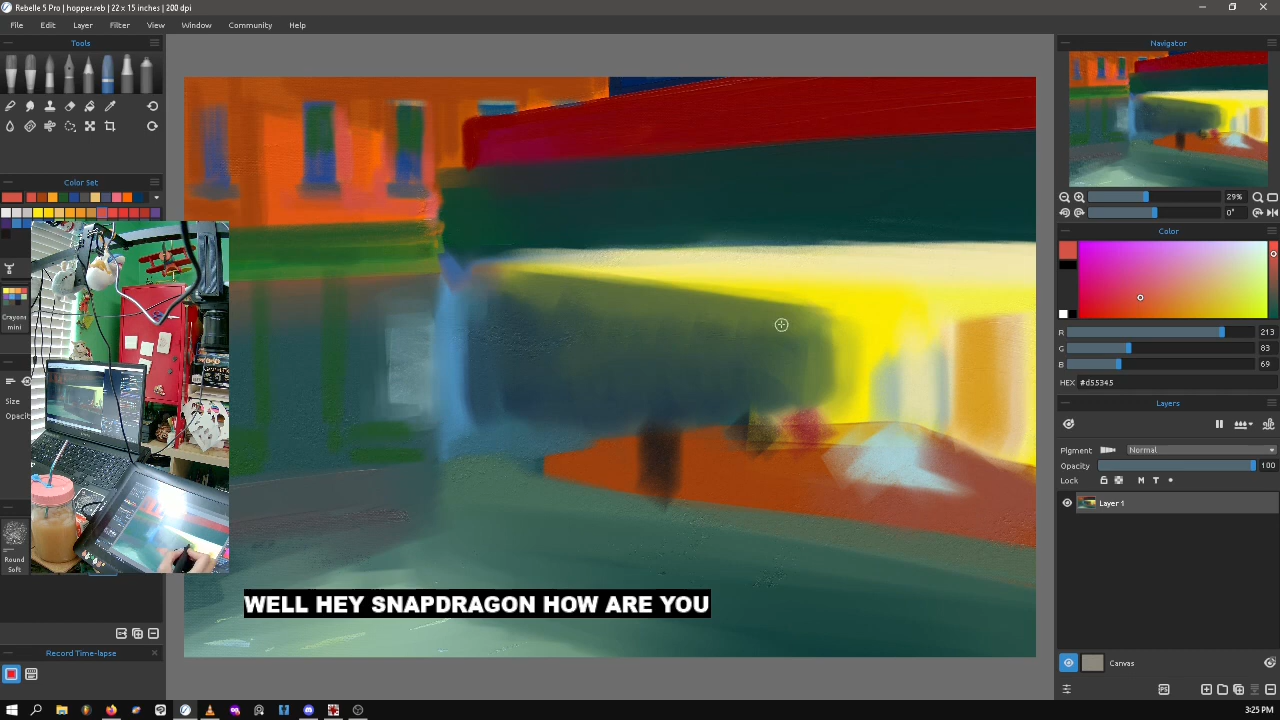 Rebelle 5 Pro | hopper.reb | 22 x 15 inches | 200 dpi
File Edit Layer Filter View Window Community Help
Tools
Color Set
Crayons
mini
Size
Opacit
Round
Soft
Record Time-lapse
WELL HEY SNAPDRAGON HOW ARE YOU
Navigator
29%
0°
Color
R 213
G 83
B 69
HEX #d55345
Layers
Pigment Normal
Opacity 100
Lock M T
Layer 1
Canvas
PS
3:25 PM